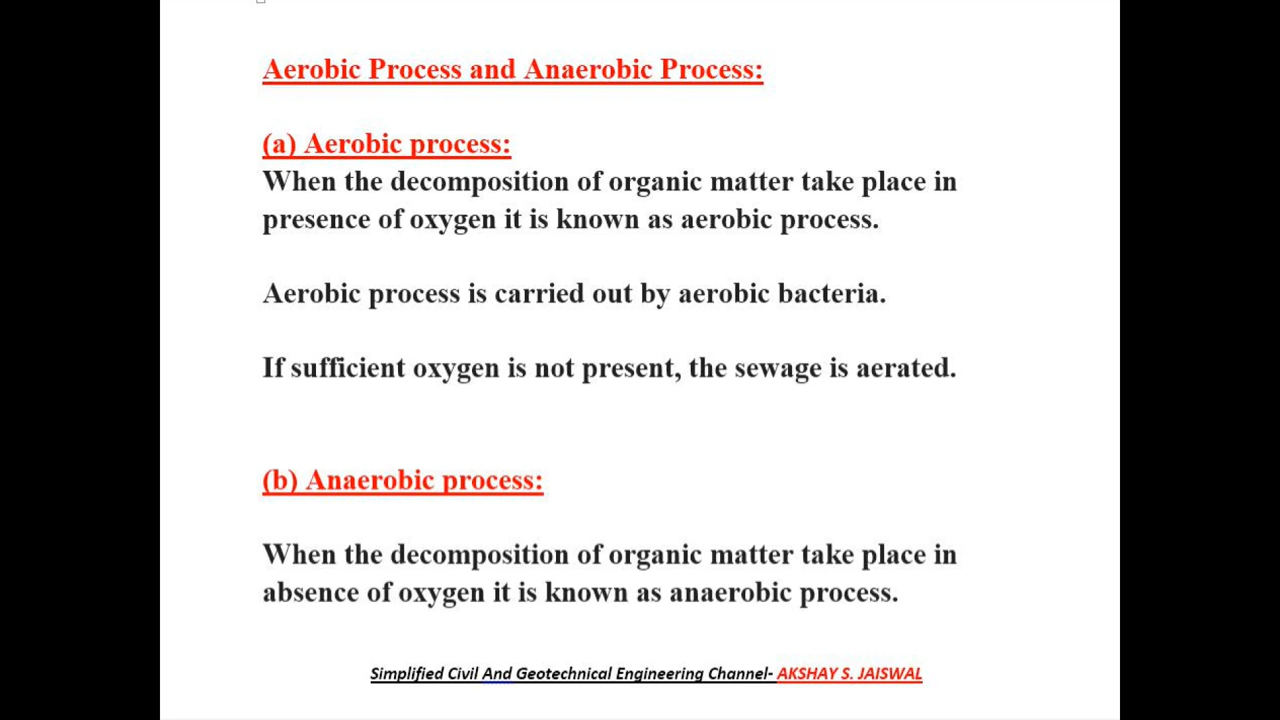 Aerobic Process and Anaerobic Process:
(a) Aerobic process:
When the decomposition of organic matter take place in
presence of oxygen it is known as aerobic process.
Aerobic process is carried out by aerobic bacteria.
If sufficient oxygen is not present, the sewage is aerated.
(b) Anaerobic process:
When the decomposition of organic matter take place in
absence of oxygen it is known as anaerobic process.
Simplified Civil And Geotechnical Engineering Channel- AKSHAY S. JAISWAL